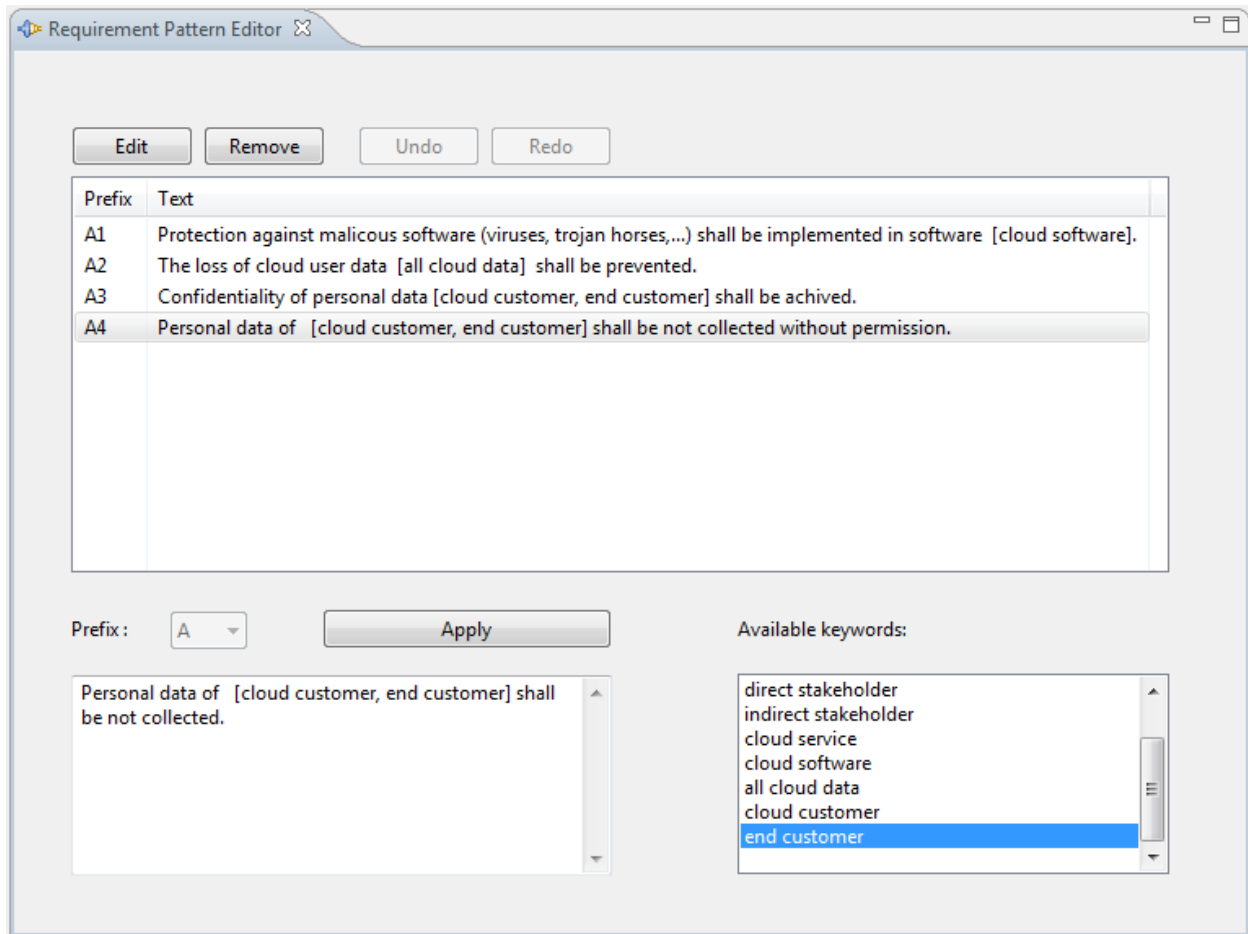 Requirement Pattern Editor
Edit Remove Undo Redo
Prefix Text
A1 Protection against malicous software (viruses, trojan horses,...) shall be implemented in software [cloud software].
A2 The loss of cloud user data [all cloud data] shall be prevented.
A3 Confidentiality of personal data [cloud customer, end customer] shall be achived.
A4 Personal data of [cloud customer, end customer] shall be not collected without permission.
Prefix : A Apply Available keywords:
Personal data of [cloud customer, end customer] shall
be not collected.
direct stakeholder
indirect stakeholder
cloud service
cloud software
all cloud data
cloud customer
end customer